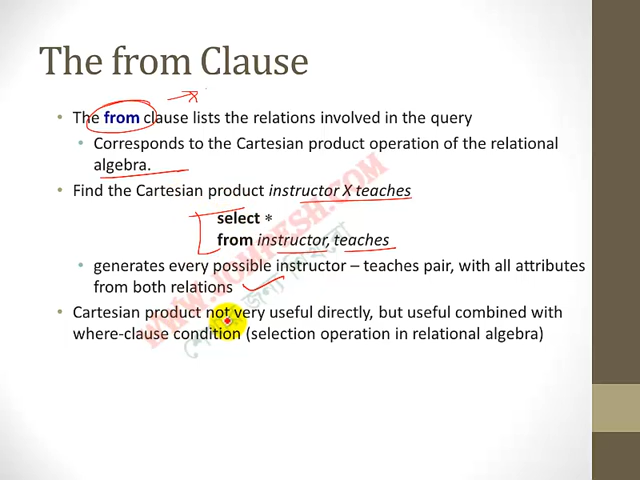 The from Clause
• The from clause lists the relations involved in the query
• Corresponds to the Cartesian product operation of the relational
algebra.
• Find the Cartesian product instructor X teaches
select *
from instructor, teaches
• generates every possible instructor – teaches pair, with all attributes
from both relations
• Cartesian product not very useful directly, but useful combined with
where-clause condition (selection operation in relational algebra)